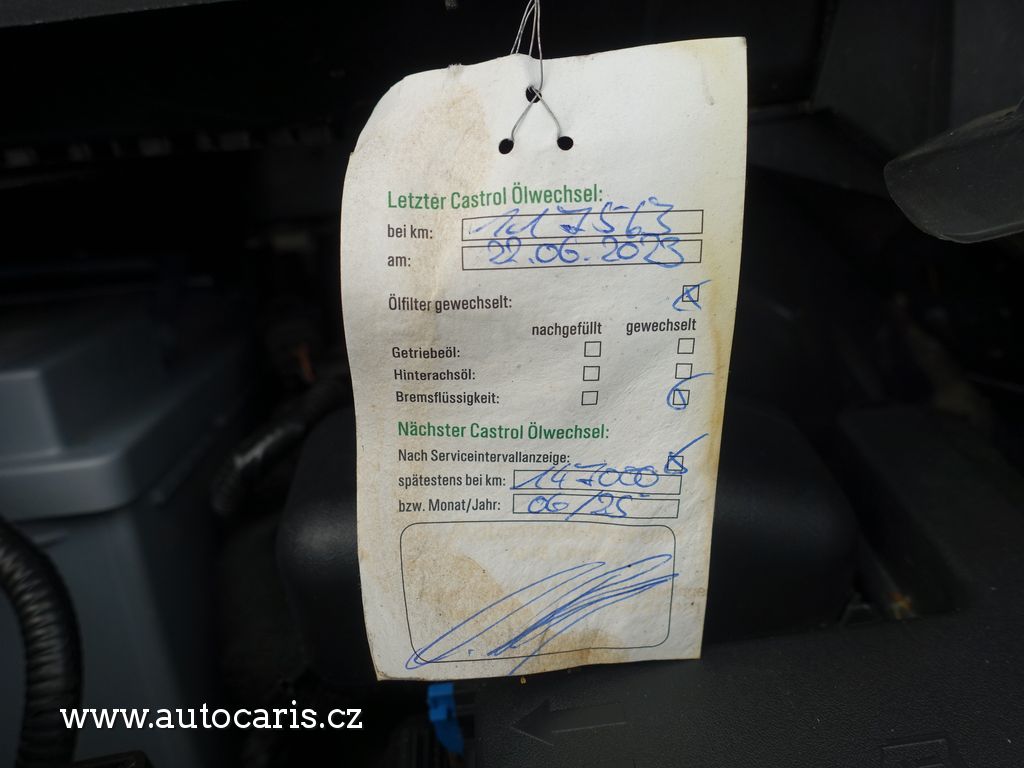 Letzter Castrol Ölwechsel:
bei km: 117563
am: 22.06.2023
Ölfilter gewechselt:
nachgefüllt gewechselt
Getriebeöl:
Hinterachsöl:
Bremsflüssigkeit:
Nächster Castrol Ölwechsel:
Nach Serviceintervallanzeige:
spätestens bei km: 147000
bzw. Monat/Jahr: 06/25
www.autocaris.cz